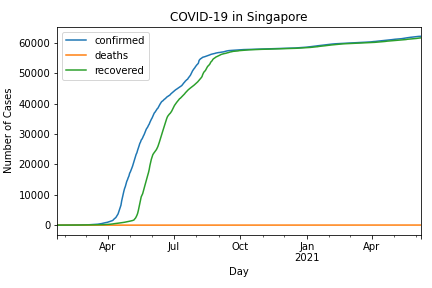 COVID-19 in Singapore
confirmed
deaths
recovered
Number of Cases
60000
50000
40000
30000
20000
10000
0
Apr
Jul
Oct
Jan
2021
Apr
Day